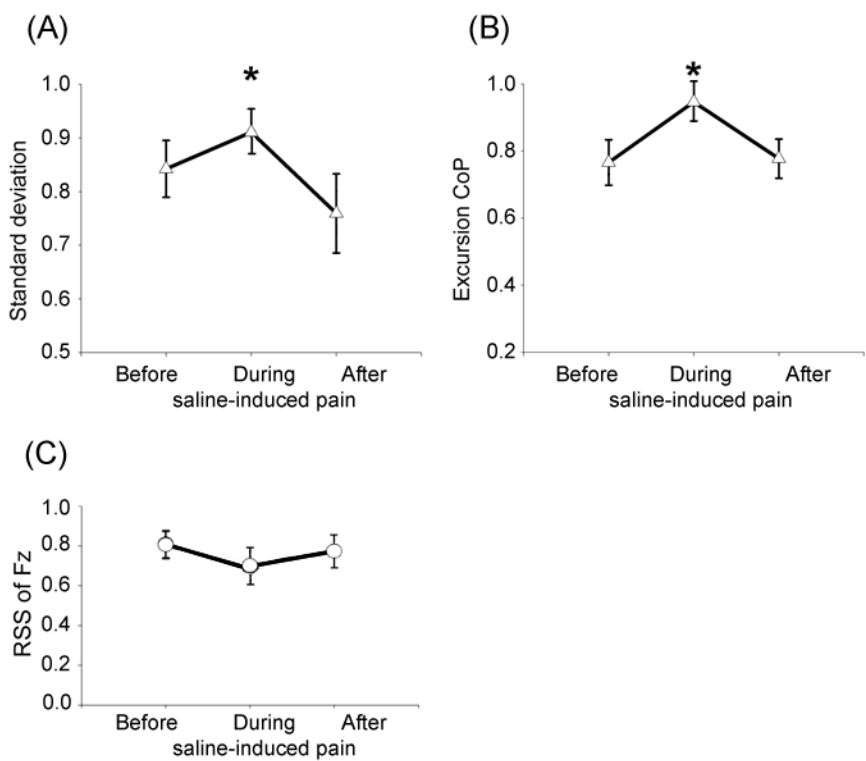 (A)
*
1.0
0.9
0.8
0.7
0.6
0.5
Standard deviation
Before During After
saline-induced pain
(B)
*
1.0
0.8
0.6
0.4
0.2
Excursion CoP
Before During After
saline-induced pain
(C)
1.0
0.8
0.6
0.4
0.2
0.0
RSS of Fz
Before During After
saline-induced pain